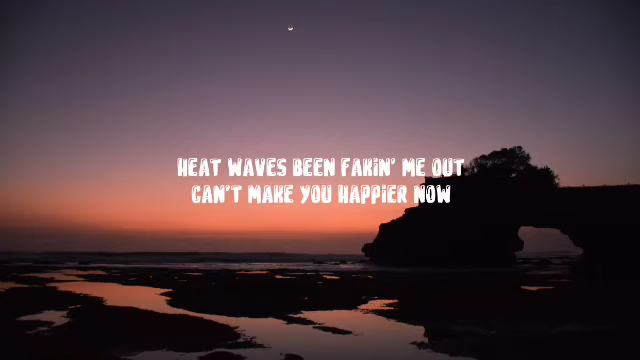 HEAT WAVES BEEN FAKIN' ME OUT
CAN'T MAKE YOU HAPPIER NOW